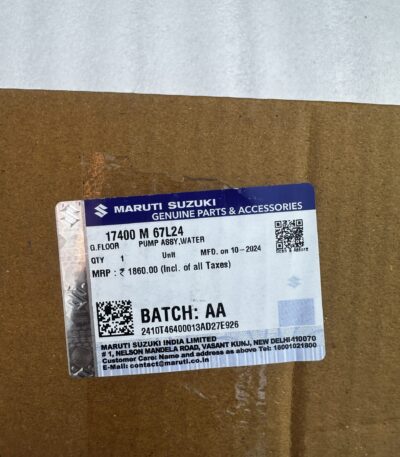 MARUTI SUZUKI
GENUINE PARTS & ACCESSORIES
17400 M 67L24
G.FLOOR PUMP ASSY,WATER
QTY 1 Unit MFD. on 10-2024
MRP : ₹ 1860.00 (Incl. of all Taxes)
BATCH: AA
2410T46400013AD27E926
MARUTI SUZUKI INDIA LIMITED
# 1, NELSON MANDELA ROAD, VASANT KUNJ, NEW DELHI-110070
Customer Care: Name and address as above Tel: 18001021800
E-Mail: contact@maruti.co.in